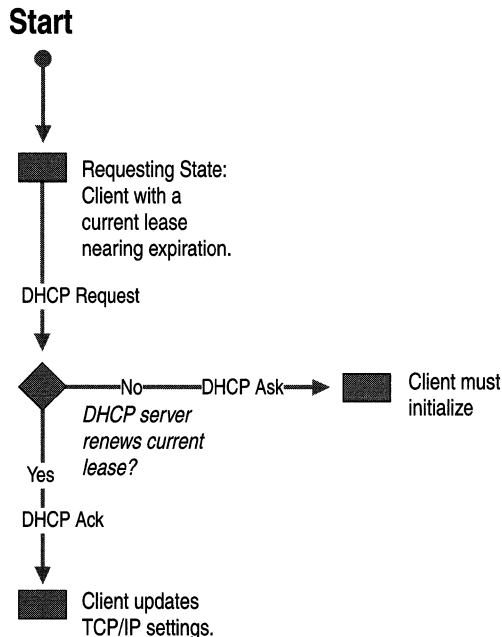 Start
Requesting State:
Client with a
current lease
nearing expiration.
DHCP Request
No DHCP Ask
Client must
initialize
DHCP server
renews current
lease?
Yes
DHCP Ack
Client updates
TCP/IP settings.